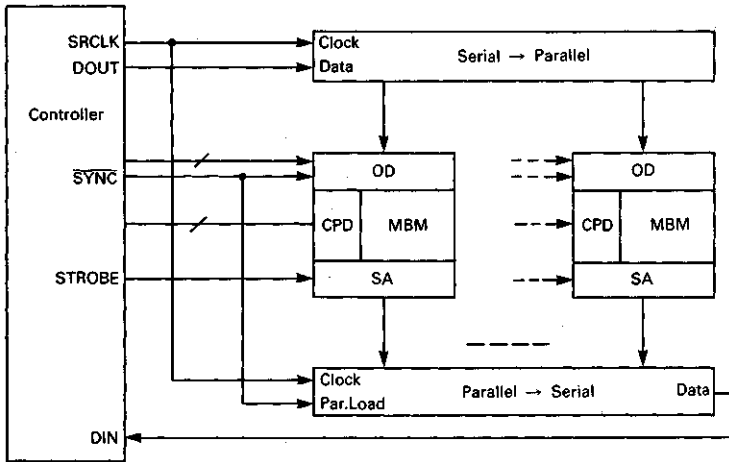 SRCLK
Clock
Serial → Parallel
DOUT
Data
Controller
OD
OD
SYNC
CPD
MBM
CPD
MBM
STROBE
SA
SA
Clock
Parallel → Serial
Data
Par.Load
DIN